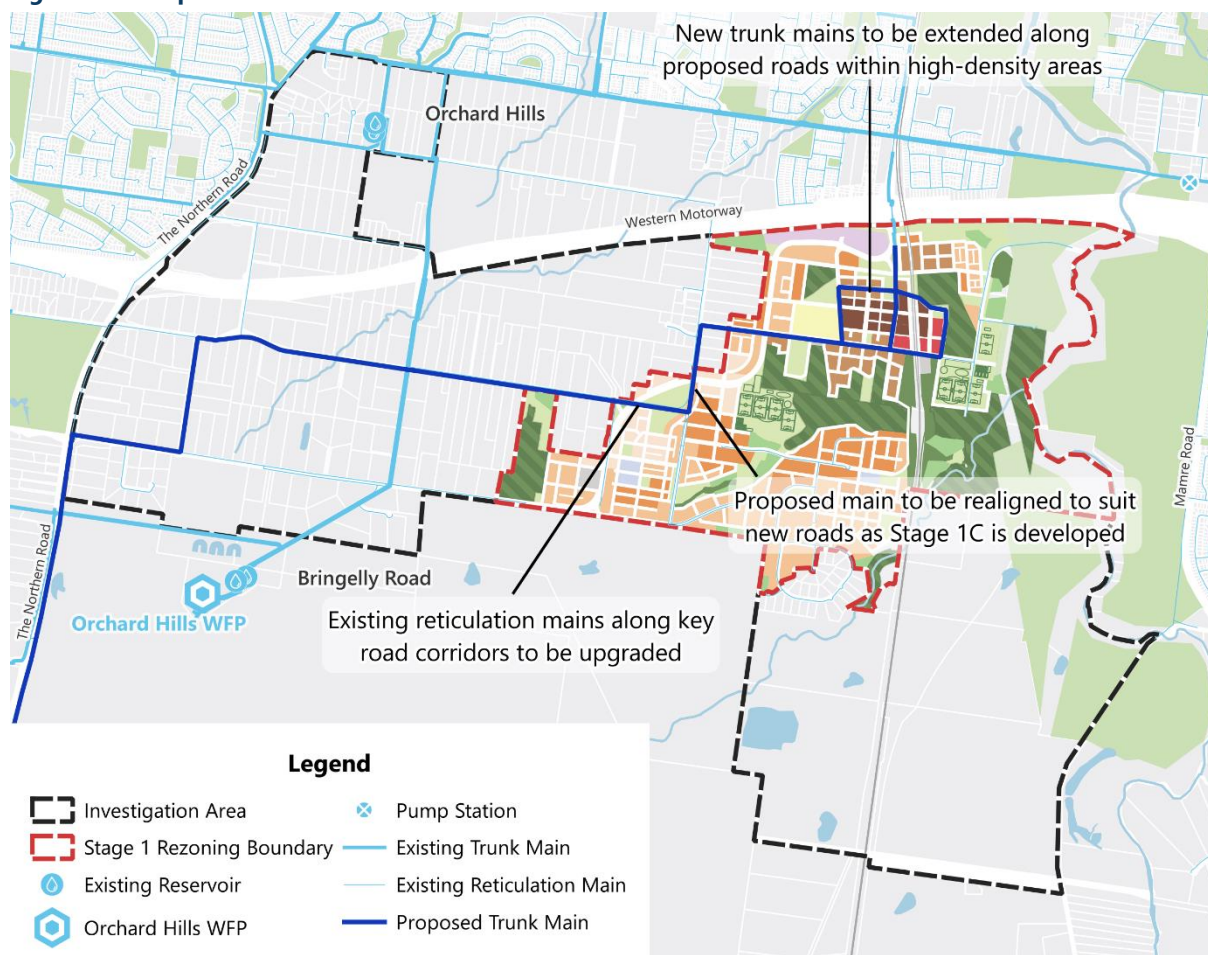 New trunk mains to be extended along
proposed roads within high-density areas
Orchard Hills
The Northern Road
Western Motorway
Mamre Road
Proposed main to be realigned to suit
new roads as Stage 1C is developed
The Northern Road
Bringelly Road
Orchard Hills WFP
Existing reticulation mains along key
road corridors to be upgraded
Legend
Investigation Area
Pump Station
Stage 1 Rezoning Boundary
Existing Trunk Main
Existing Reservoir
Existing Reticulation Main
Orchard Hills WFP
Proposed Trunk Main